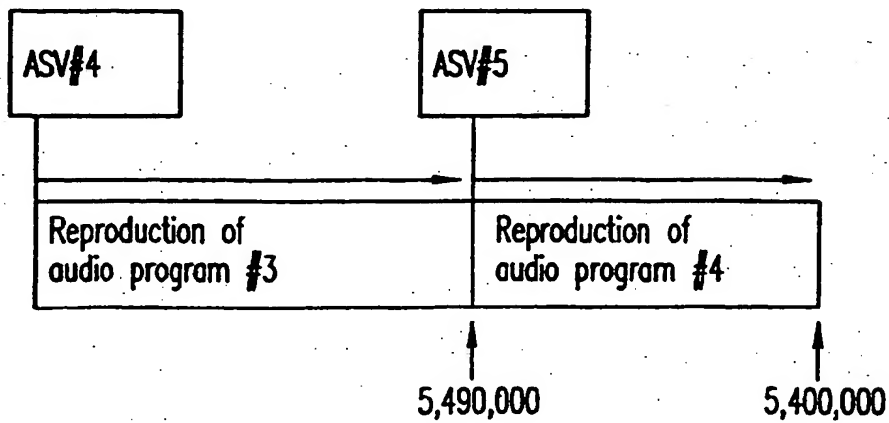 ASV#4
ASV#5
Reproduction of
audio program #3
Reproduction of
audio program #4
5,490,000
5,400,000